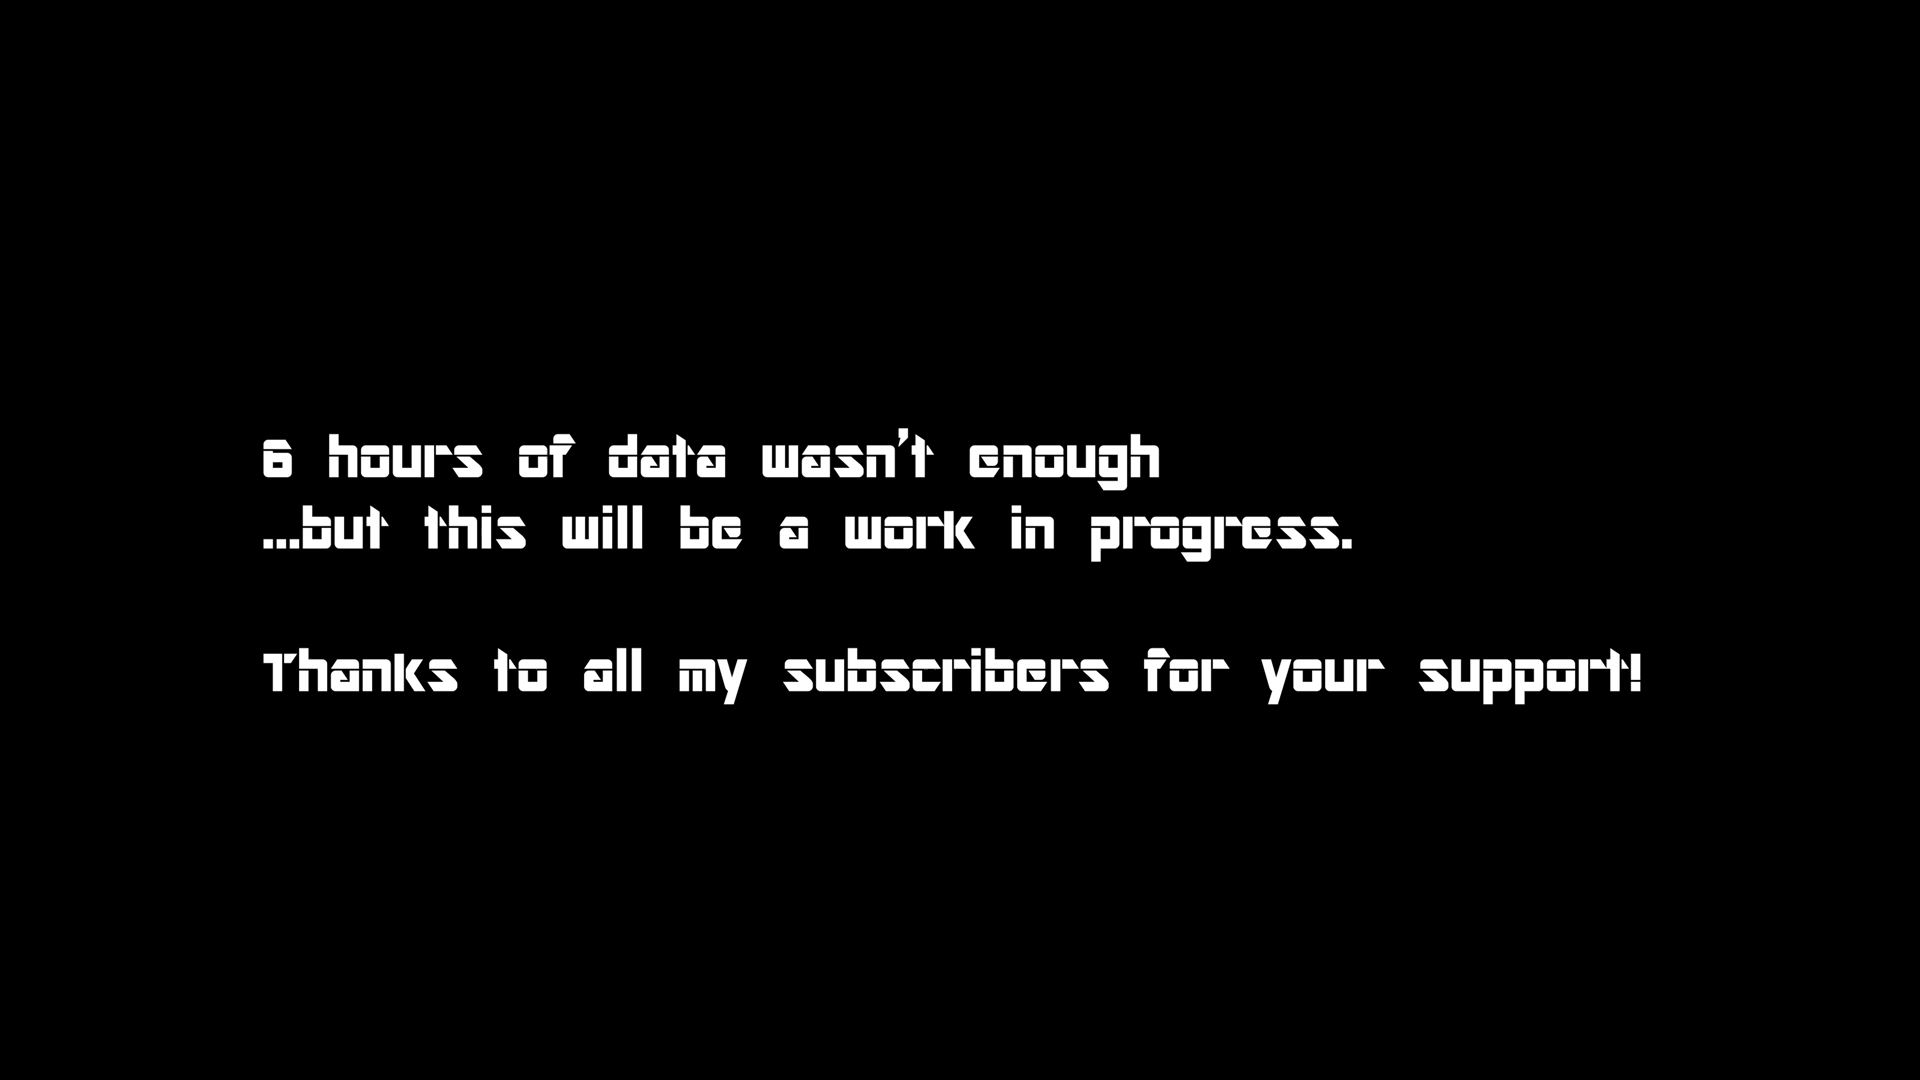 6 hours of data wasn't enough
...but this will be a work in progress.
Thanks to all my subscribers for your support!